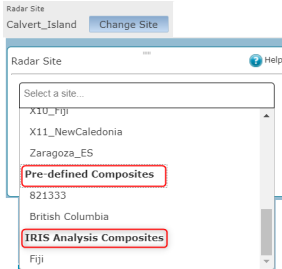 Radar Site
Calvert_Island Change Site
Radar Site Help
Select a site...
X10_Fiji
X11_NewCaledonia
Zaragoza_ES
Pre-defined Composites
821333
British Columbia
IRIS Analysis Composites
Fiji